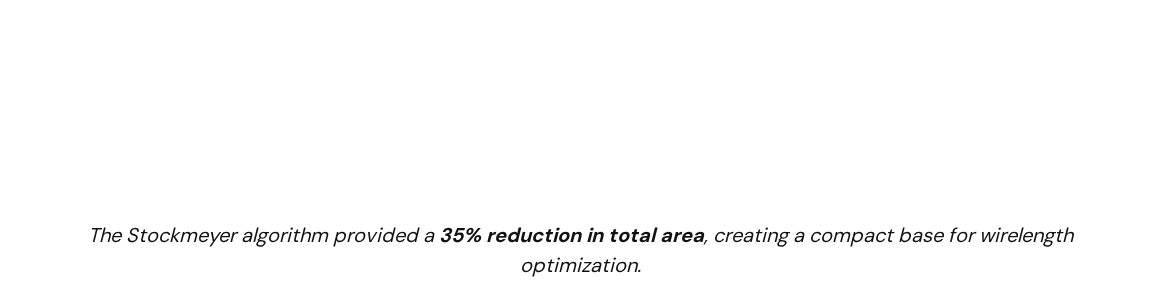 The Stockmeyer algorithm provided a 35% reduction in total area, creating a compact base for wirelength
optimization.